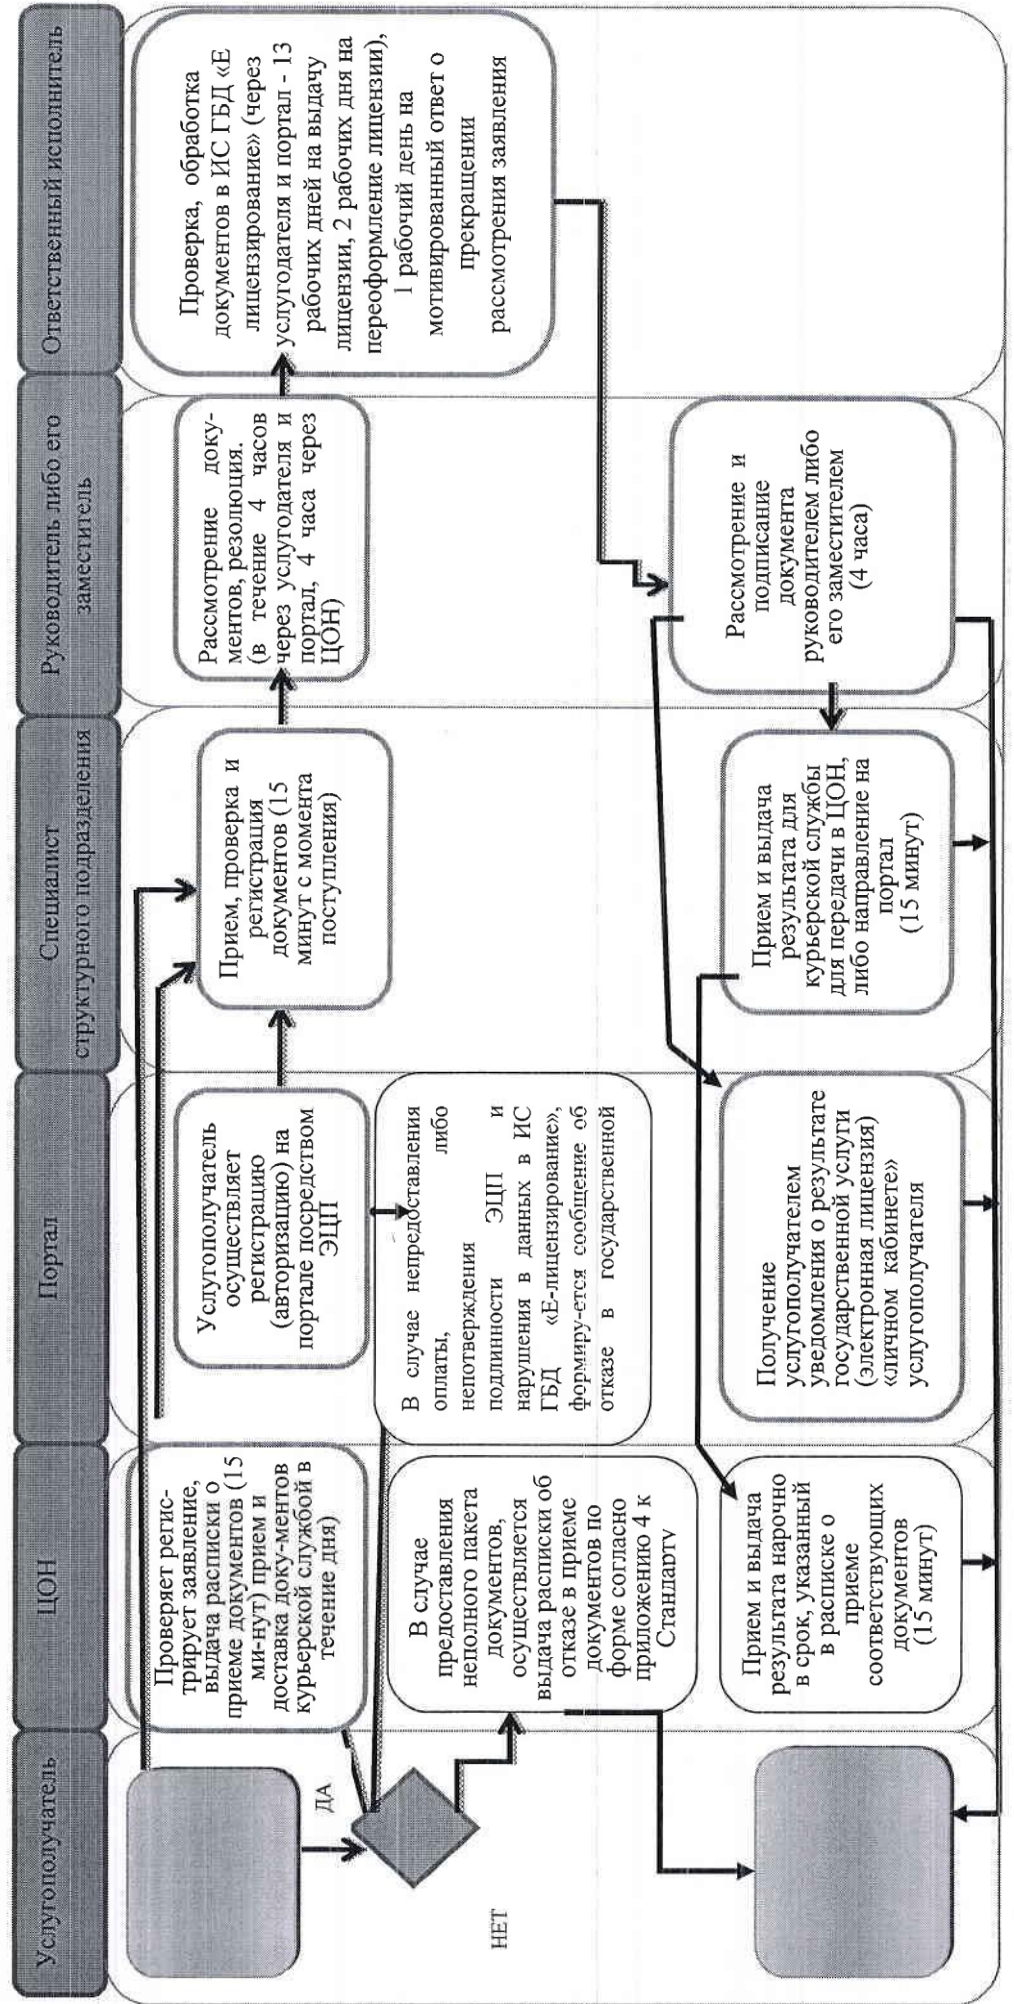 Услугополучатель
ЦОН
Портал
Специалист
структурного подразделения
Руководитель либо его
заместитель
Ответственный исполнитель
Проверяет регис-
трирует заявление,
выдача расписки о
приеме документов (15
ми-нут) прием и
доставка доку-ментов
курьерской службой в
течение дня)
Услугополучатель
осуществляет
регистрацию
(авторизацию) на
портале посредством
ЭЦП
Прием, проверка и
регистрация
документов (15
минут с момента
поступления)
Рассмотрение доку-
ментов, резолюция.
(в течение 4 часов
через услугодателя и
портал, 4 часа через
ЦОН)
Проверка, обработка
документов в ИС ГБД «Е
лицензирование» (через
услугодателя и портал - 13
рабочих дней на выдачу
лицензии, 2 рабочих дня на
переоформление лицензии),
1 рабочий день на
мотивированный ответ о
прекращении
рассмотрения заявления
ДА
НЕТ
В случае
предоставления
неполного пакета
документов,
осуществляется
выдача расписки об
отказе в приеме
документов по
форме согласно
приложению 4 к
Стандарту
В случае непредоставления
оплаты, либо
непотверждения
подлинности ЭЦП и
нарушения в данных в ИС
ГБД «Е-лицензирование»,
формиру-ется сообщение об
отказе в государственной
Прием и выдача
результата нарочно
в срок, указанный
в расписке о
приеме
соответствующих
документов
(15 минут)
Получение
услугополучателем
уведомления о результате
государственной услуги
(электронная лицензия)
«личном кабинете»
услугополучателя
Прием и выдача
результата для
курьерской службы
для передачи в ЦОН,
либо направление на
портал
(15 минут)
Рассмотрение и
подписание
документа
руководителем либо
его заместителем
(4 часа)